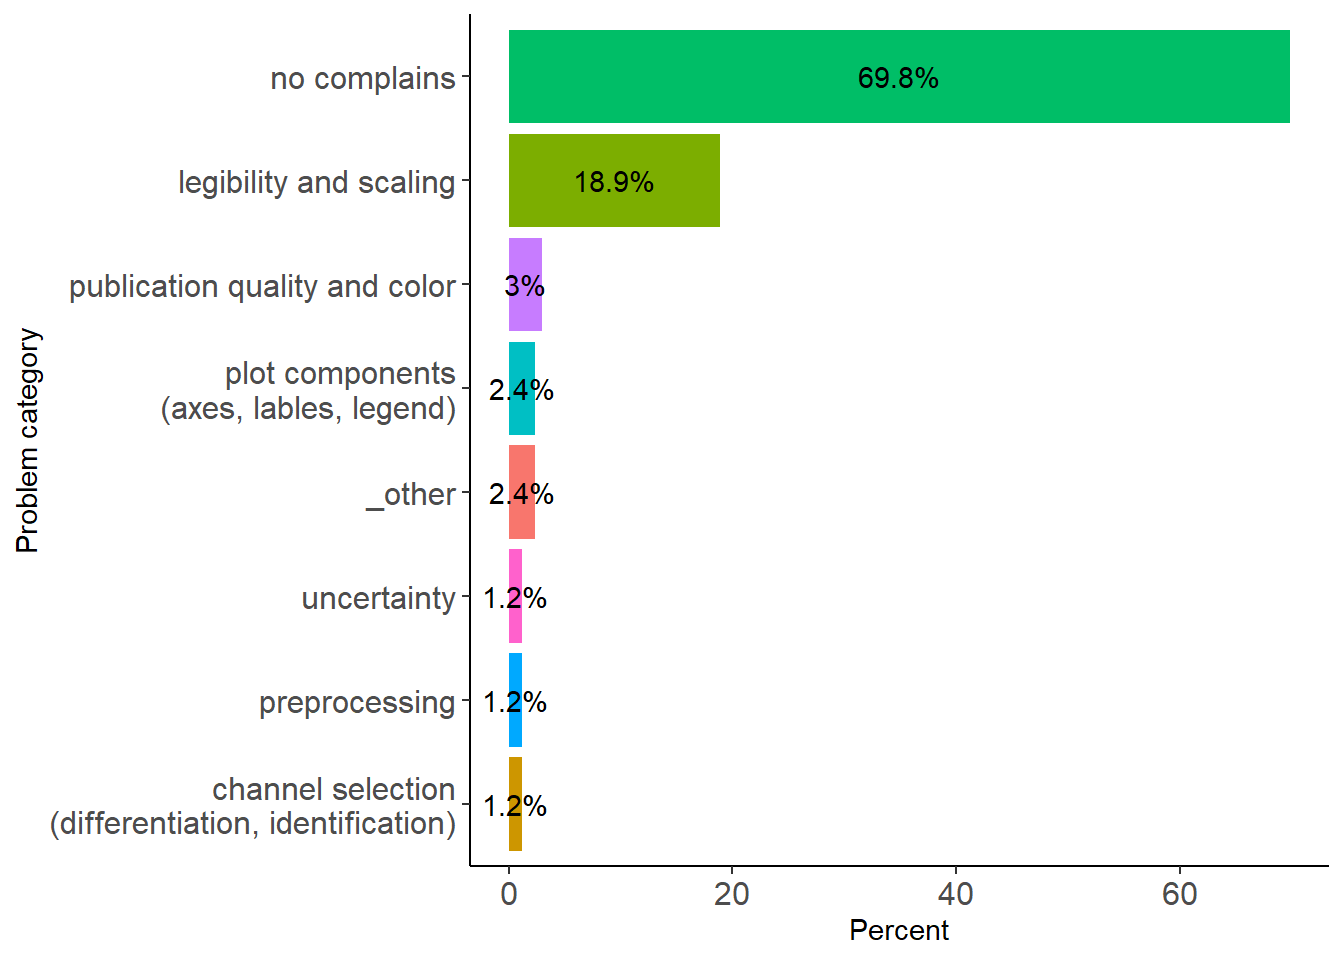 no complains
69.8%
legibility and scaling
18.9%
publication quality and color
3%
plot components
(axes, lables, legend)
2.4%
_other
2.4%
uncertainty
1.2%
preprocessing
1.2%
channel selection
(differentiation, identification)
1.2%
Problem category
0 20 40 60
Percent